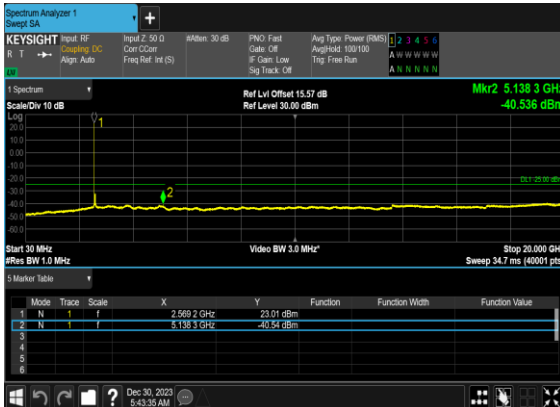 Spectrum Analyzer 1
Swept SA
KEYSIGHT Input: RF Input Z: 50 Ω #Atten: 30 dB PNO: Fast Avg Type: Power (RMS) 1 2 3 4 5 6
R T Coupling: DC Corr CCorr Gate: Off Avg|Hold: 100/100 A W W W W W
Align: Auto Freq Ref: Int (S) IF Gain: Low Trig: Free Run
Sig Track: Off A N N N N N
1 Spectrum Ref Lvl Offset 15.57 dB Mkr2 5.138 3 GHz
Scale/Div 10 dB Ref Level 30.00 dBm -40.536 dBm
Log
20.0
10.0
0.00
-10.0
-20.0
-30.0
-40.0
-50.0
-60.0
1
2
DL1 -25.00 dBm
Start 30 MHz Video BW 3.0 MHz* Stop 20.000 GHz
#Res BW 1.0 MHz Sweep 34.7 ms (40001 pts)
5 Marker Table
Mode Trace Scale X Y Function Function Width Function Value
1 N 1 f 2.569 2 GHz 23.01 dBm
2 N 1 f 5.138 3 GHz -40.54 dBm
3
4
5
6
? Dec 30, 2023
5:43:35 AM